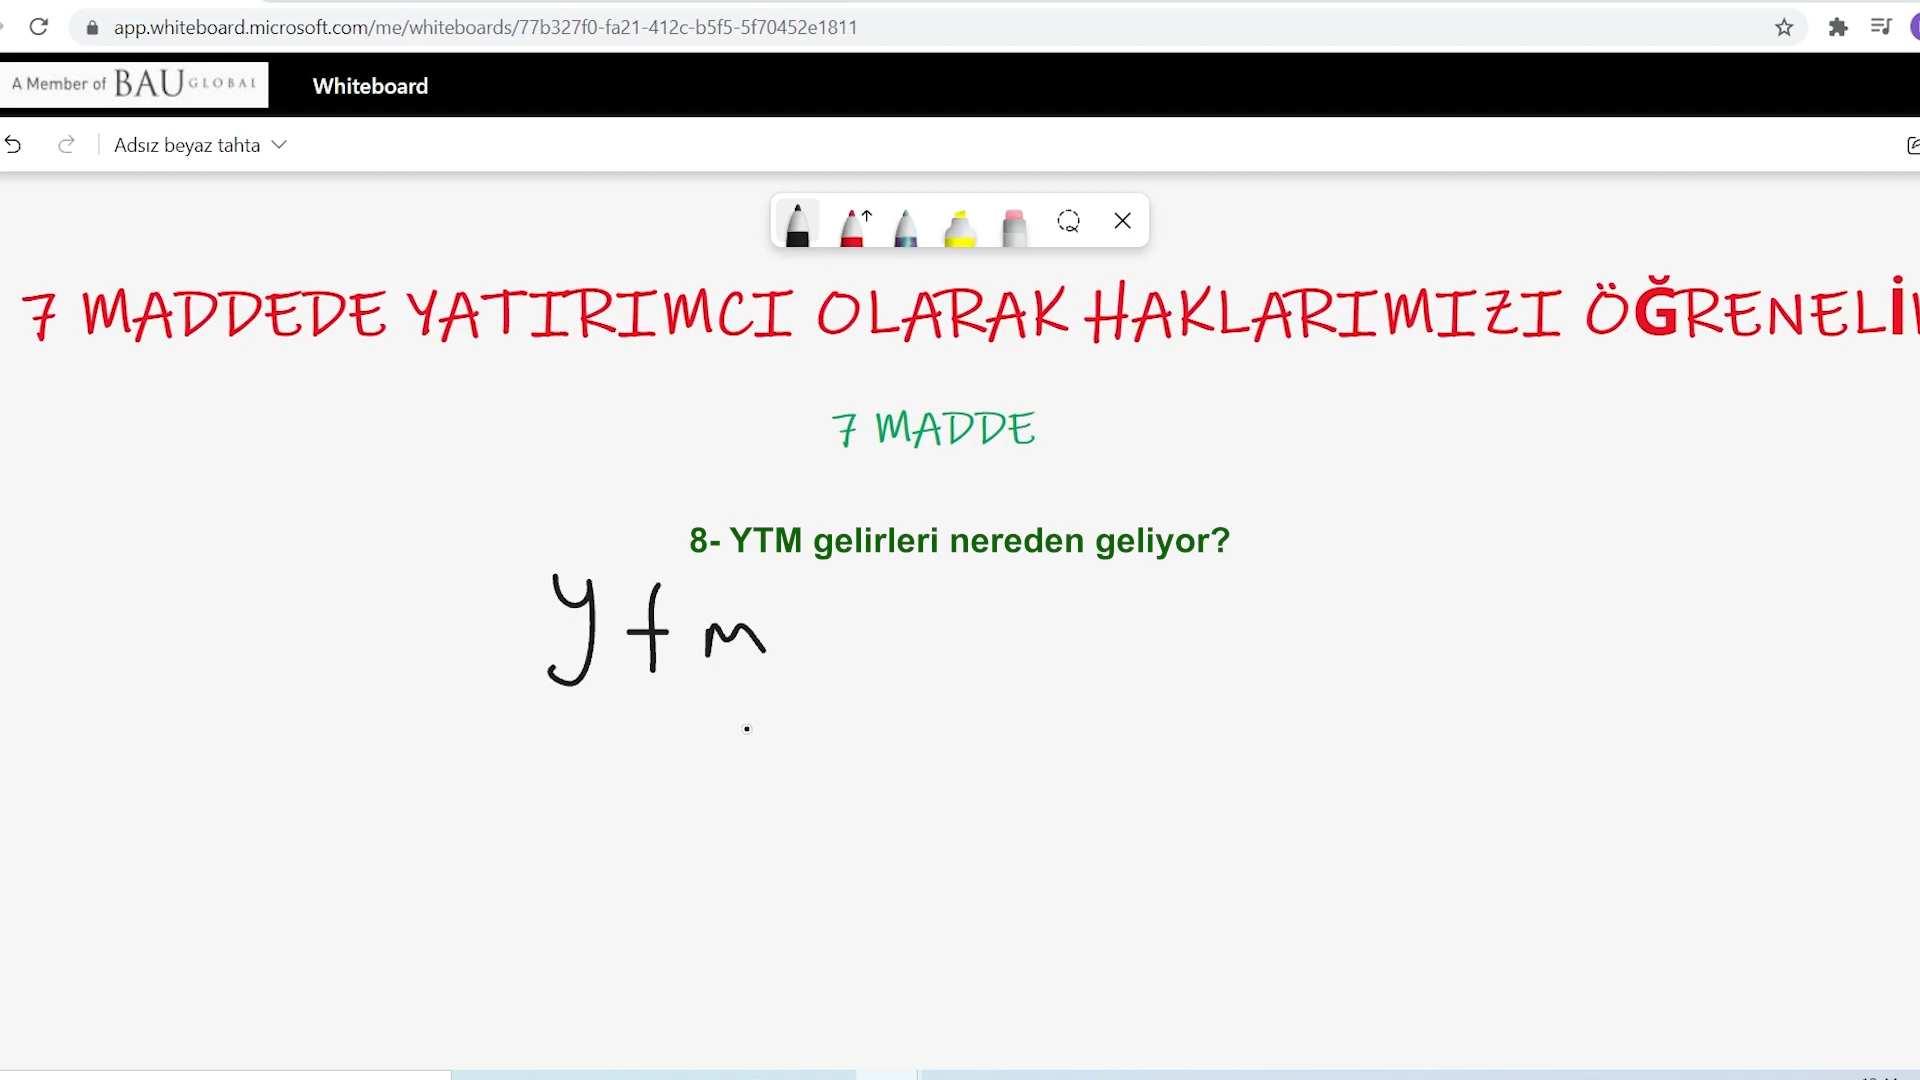 app.whiteboard.microsoft.com/me/whiteboards/77b327f0-fa21-412c-b5f5-5f70452e1811
A Member of BAU GLOBAL
Whiteboard
Adsız beyaz tahta
7 MADDEDE YATIRIMCI OLARAK HAKLARIMIZI ÖĞRENELİ
7 MADDE
8- YTM gelirleri nereden geliyor?
ytm